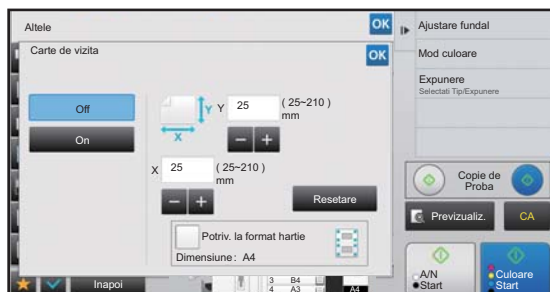 Altele
OK
Carte de vizita
OK
Off
On
Y
X
Y 25 ( 25~210 )
mm
X 25 ( 25~210 )
mm
Resetare
Potriv. la format hartie
Dimensiune: A4
Inapoi
3 B4
4 A3
A4
Ajustare fundal
Mod culoare
Expunere
Selectati Tip/Expunere
Copie de
Proba
Previzualiz.
CA
A/N
Start
Culoare
Start